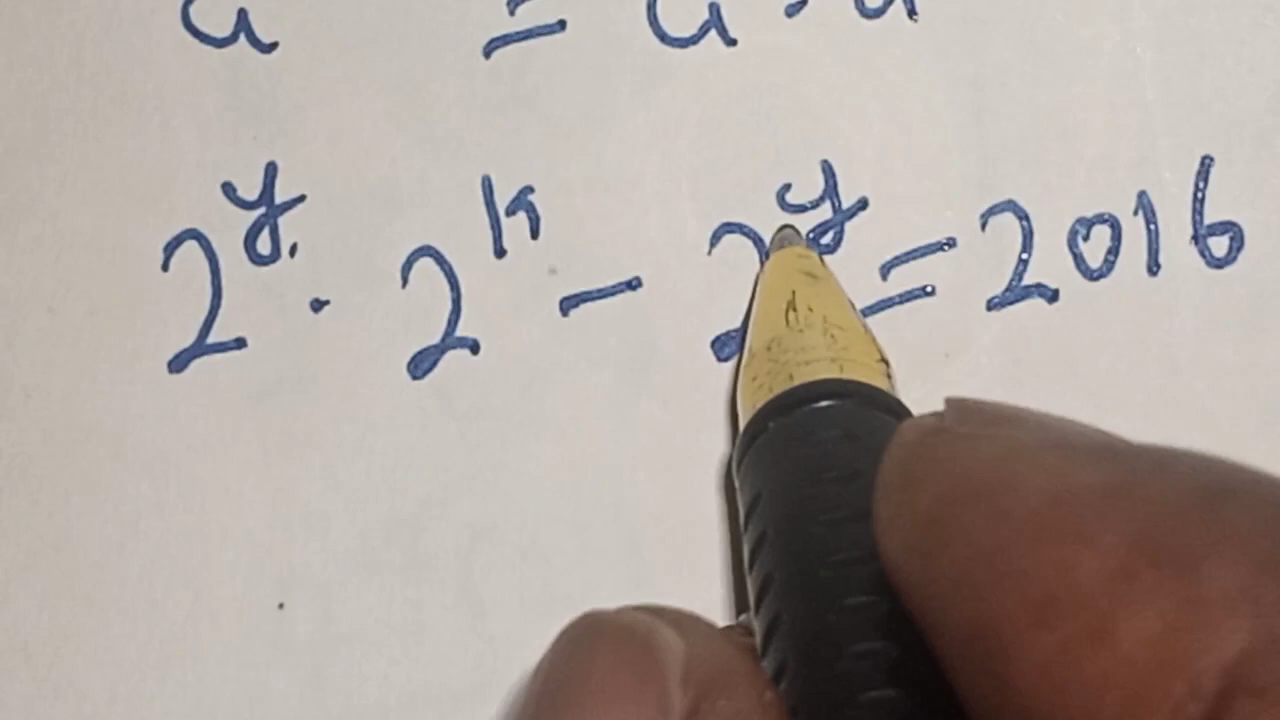 a = a · a
2^y · 2^k - 2^y = 2016